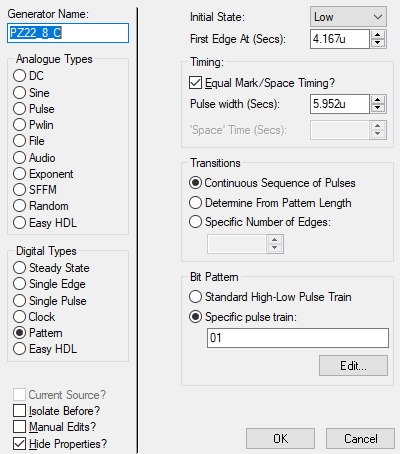 Generator Name:
PZ22_8_C
Analogue Types
DC
Sine
Pulse
Pwlin
File
Audio
Exponent
SFFM
Random
Easy HDL
Digital Types
Steady State
Single Edge
Single Pulse
Clock
Pattern
Easy HDL
Current Source?
Isolate Before?
Manual Edits?
Hide Properties?
Initial State: Low
First Edge At (Secs): 4.167u
Timing:
Equal Mark/Space Timing?
Pulse width (Secs): 5.952u
'Space' Time (Secs):
Transitions
Continuous Sequence of Pulses
Determine From Pattern Length
Specific Number of Edges:
Bit Pattern
Standard High-Low Pulse Train
Specific pulse train:
01
Edit...
OK Cancel